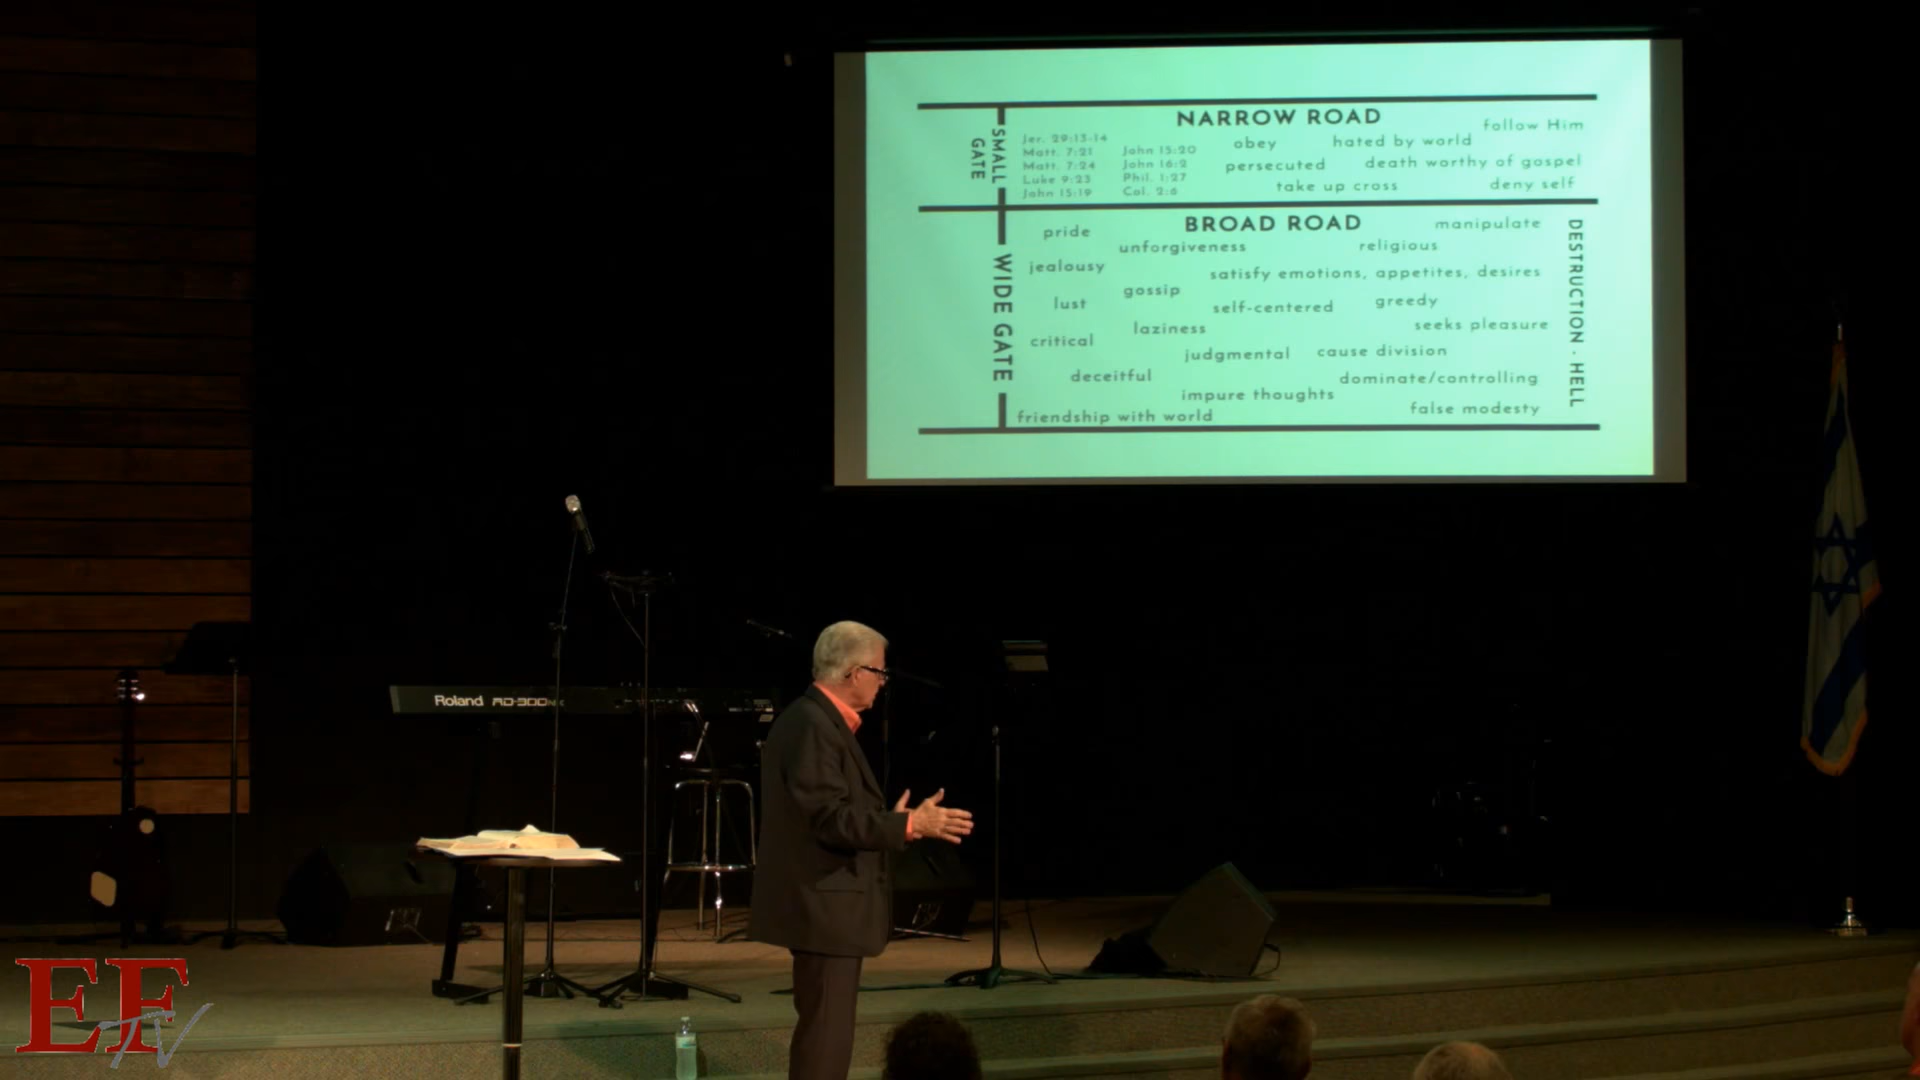 NARROW ROAD
SMALL
GATE
Jer. 29:13-14
Matt. 7:21
Matt. 7:24
Luke 9:23
John 15:19
John 15:20
John 16:2
Phil. 1:27
Col. 2:6
follow Him
obey
hated by world
persecuted
death worthy of gospel
take up cross
deny self
BROAD ROAD
WIDE GATE
pride
manipulate
unforgiveness
religious
jealousy
satisfy emotions, appetites, desires
gossip
lust
self-centered
greedy
laziness
seeks pleasure
critical
judgmental
cause division
deceitful
dominate/controlling
impure thoughts
friendship with world
false modesty
DESTRUCTION · HELL
Roland RD-300NX
EF
TV